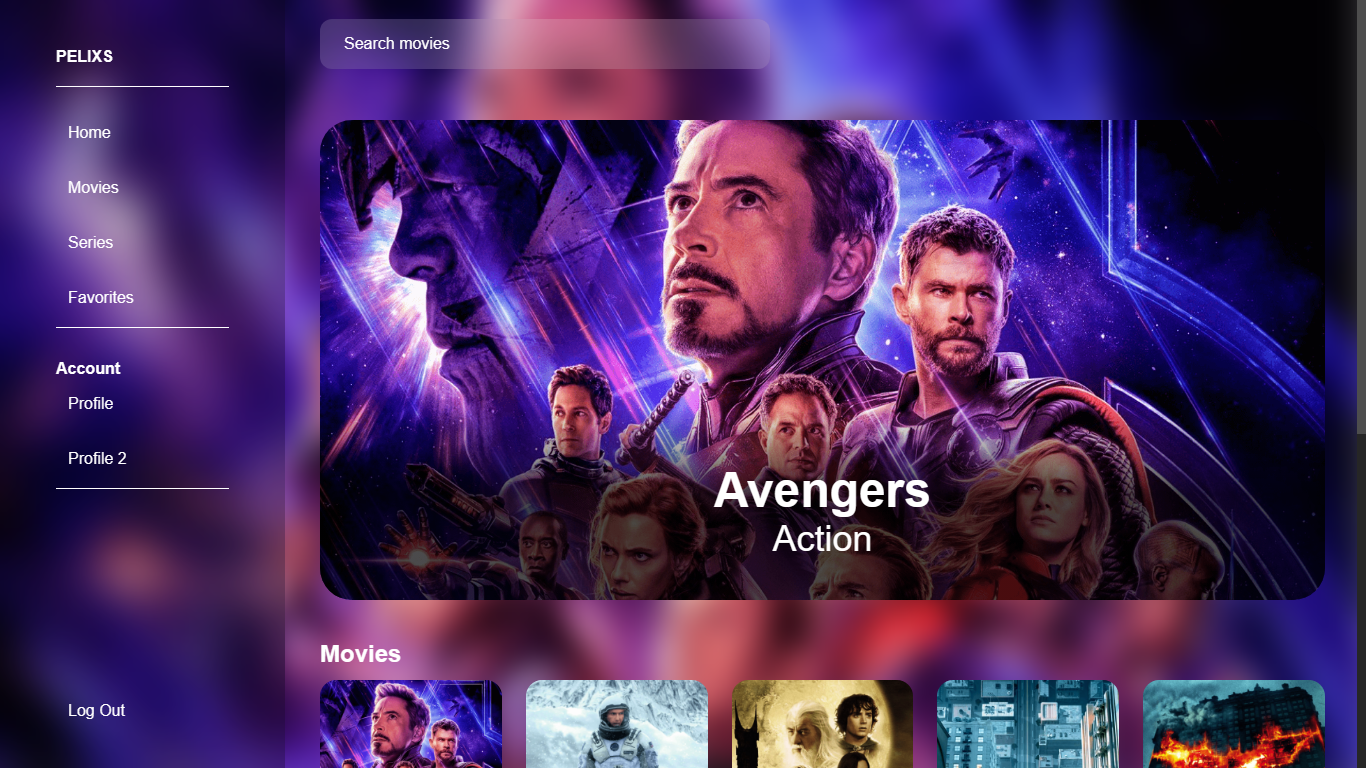 PELIXS
Home
Movies
Series
Favorites
Account
Profile
Profile 2
Log Out
Search movies
Avengers
Action
Movies